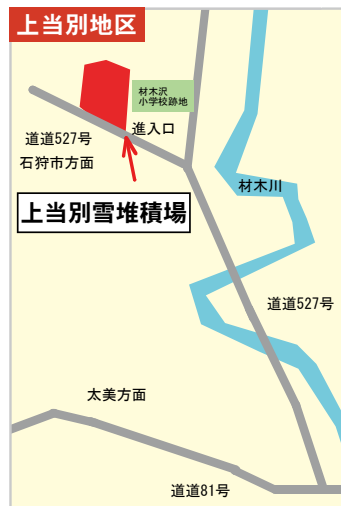 上当別地区
材木沢
小学校跡地
進入口
道道527号
石狩市方面
材木川
上当別雪堆積場
道道527号
太美方面
道道81号